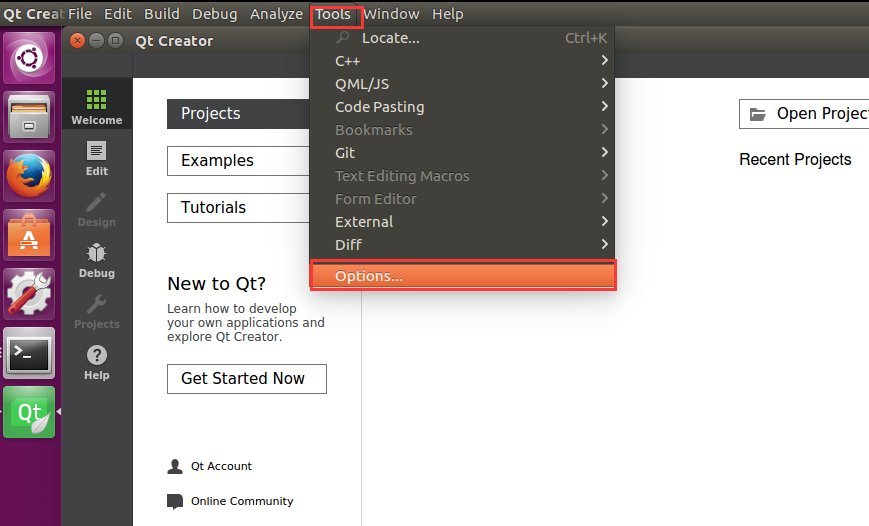 Qt Creat File Edit Build Debug Analyze Tools Window Help
Qt Creator
Locate... Ctrl+K
C++
QML/JS
Code Pasting
Bookmarks
Git
Text Editing Macros
Form Editor
External
Diff
Options...
Welcome
Edit
Design
Debug
Projects
Help
Projects
Examples
Tutorials
New to Qt?
Learn how to develop
your own applications and
explore Qt Creator.
Get Started Now
Qt Account
Online Community
Open Projec
Recent Projects
A
>_
Qt